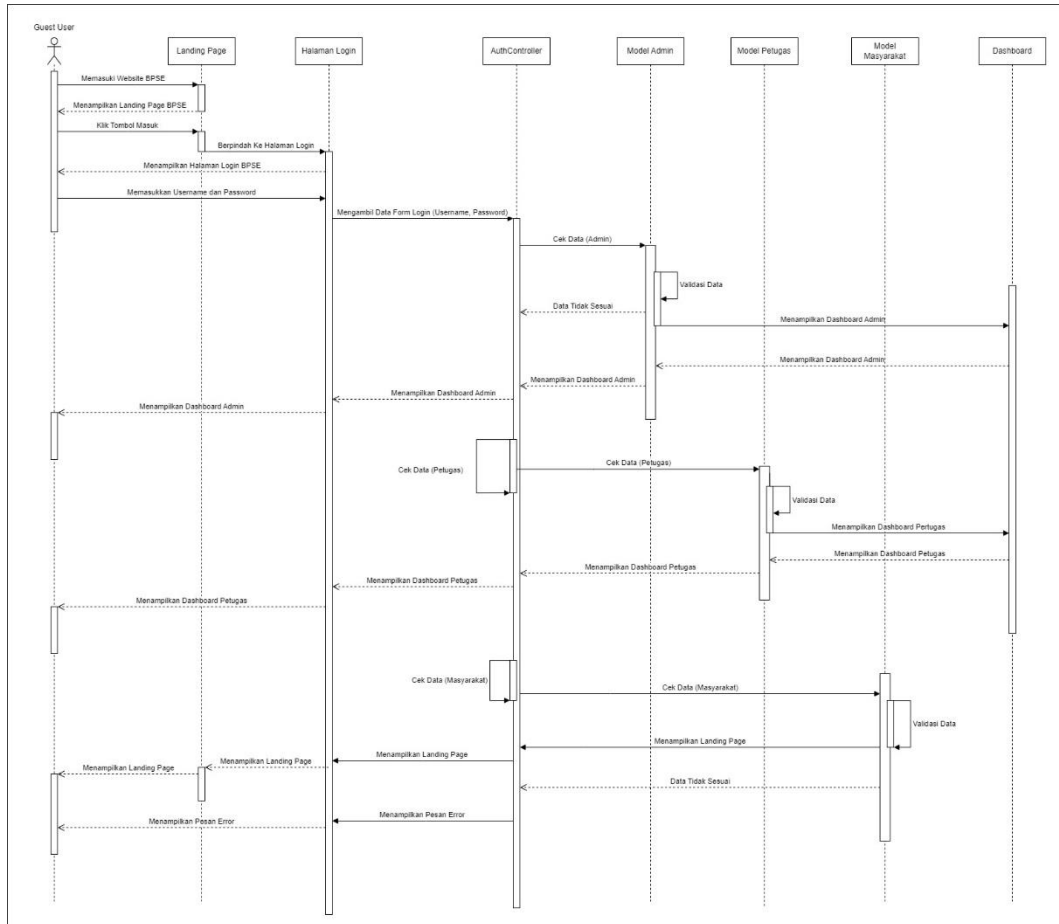 Guest User
Landing Page
Halaman Login
AuthController
Model Admin
Model Petugas
Model
Masyarakat
Dashboard
Memasuki Website BPSE
Menampilkan Landing Page BPSE
Klik Tombol Masuk
Berpindah Ke Halaman Login
Menampilkan Halaman Login BPSE
Memasukkan Username dan Password
Mengambil Data Form Login (Username, Password)
Cek Data (Admin)
Validasi Data
Data Tidak Sesuai
Menampilkan Dashboard Admin
Menampilkan Dashboard Admin
Menampilkan Dashboard Admin
Menampilkan Dashboard Admin
Menampilkan Dashboard Admin
Cek Data (Petugas)
Cek Data (Petugas)
Validasi Data
Menampilkan Dashboard Pertugas
Menampilkan Dashboard Petugas
Menampilkan Dashboard Petugas
Menampilkan Dashboard Petugas
Menampilkan Dashboard Petugas
Cek Data (Masyarakat)
Cek Data (Masyarakat)
Validasi Data
Menampilkan Landing Page
Menampilkan Landing Page
Menampilkan Landing Page
Menampilkan Landing Page
Data Tidak Sesuai
Menampilkan Pesan Error
Menampilkan Pesan Error